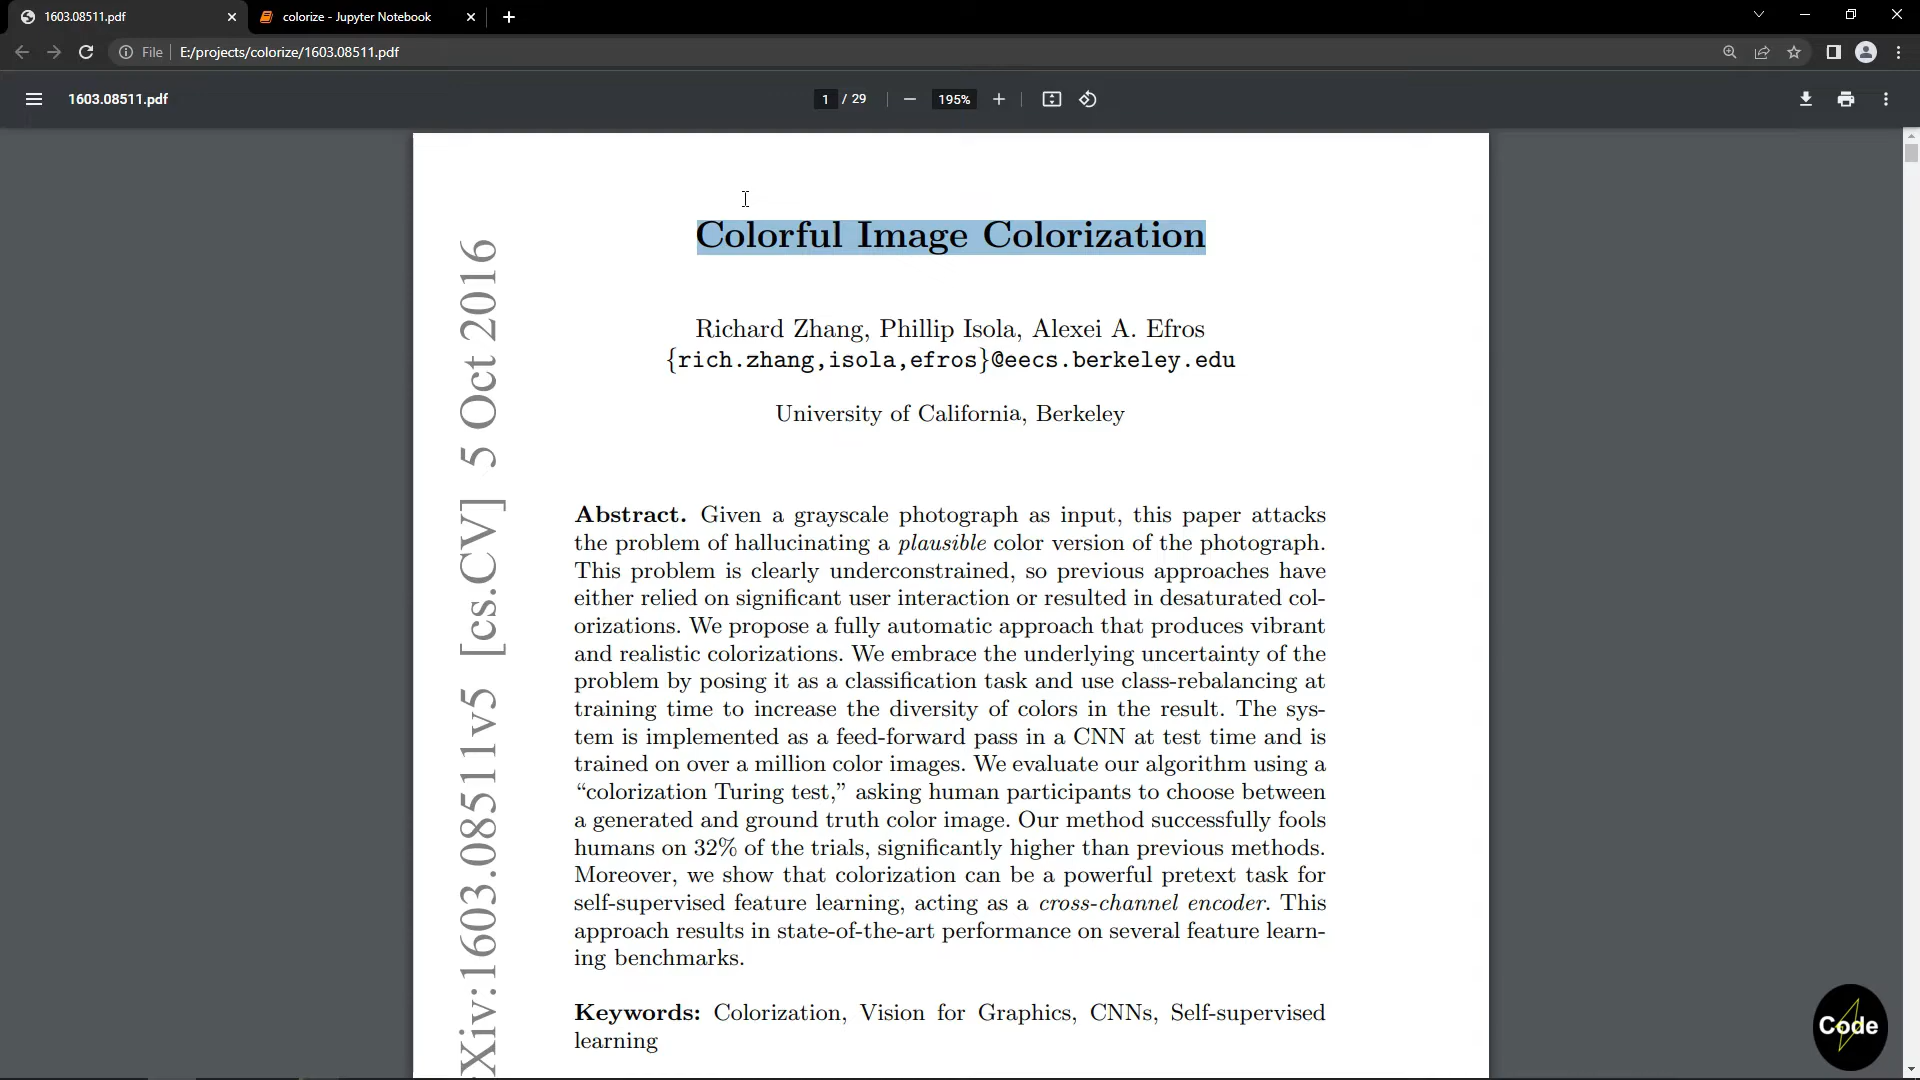 1603.08511.pdf
colorize - Jupyter Notebook
File
E:/projects/colorize/1603.08511.pdf
1603.08511.pdf
1 / 29
195%
Colorful Image Colorization
Richard Zhang, Phillip Isola, Alexei A. Efros
{rich.zhang,isola,efros}@eecs.berkeley.edu
University of California, Berkeley
Xiv:1603.08511v5 [cs.CV] 5 Oct 2016
Abstract. Given a grayscale photograph as input, this paper attacks
the problem of hallucinating a plausible color version of the photograph.
This problem is clearly underconstrained, so previous approaches have
either relied on significant user interaction or resulted in desaturated col-
orizations. We propose a fully automatic approach that produces vibrant
and realistic colorizations. We embrace the underlying uncertainty of the
problem by posing it as a classification task and use class-rebalancing at
training time to increase the diversity of colors in the result. The sys-
tem is implemented as a feed-forward pass in a CNN at test time and is
trained on over a million color images. We evaluate our algorithm using a
“colorization Turing test,” asking human participants to choose between
a generated and ground truth color image. Our method successfully fools
humans on 32% of the trials, significantly higher than previous methods.
Moreover, we show that colorization can be a powerful pretext task for
self-supervised feature learning, acting as a cross-channel encoder. This
approach results in state-of-the-art performance on several feature learn-
ing benchmarks.
Keywords: Colorization, Vision for Graphics, CNNs, Self-supervised
learning
Code